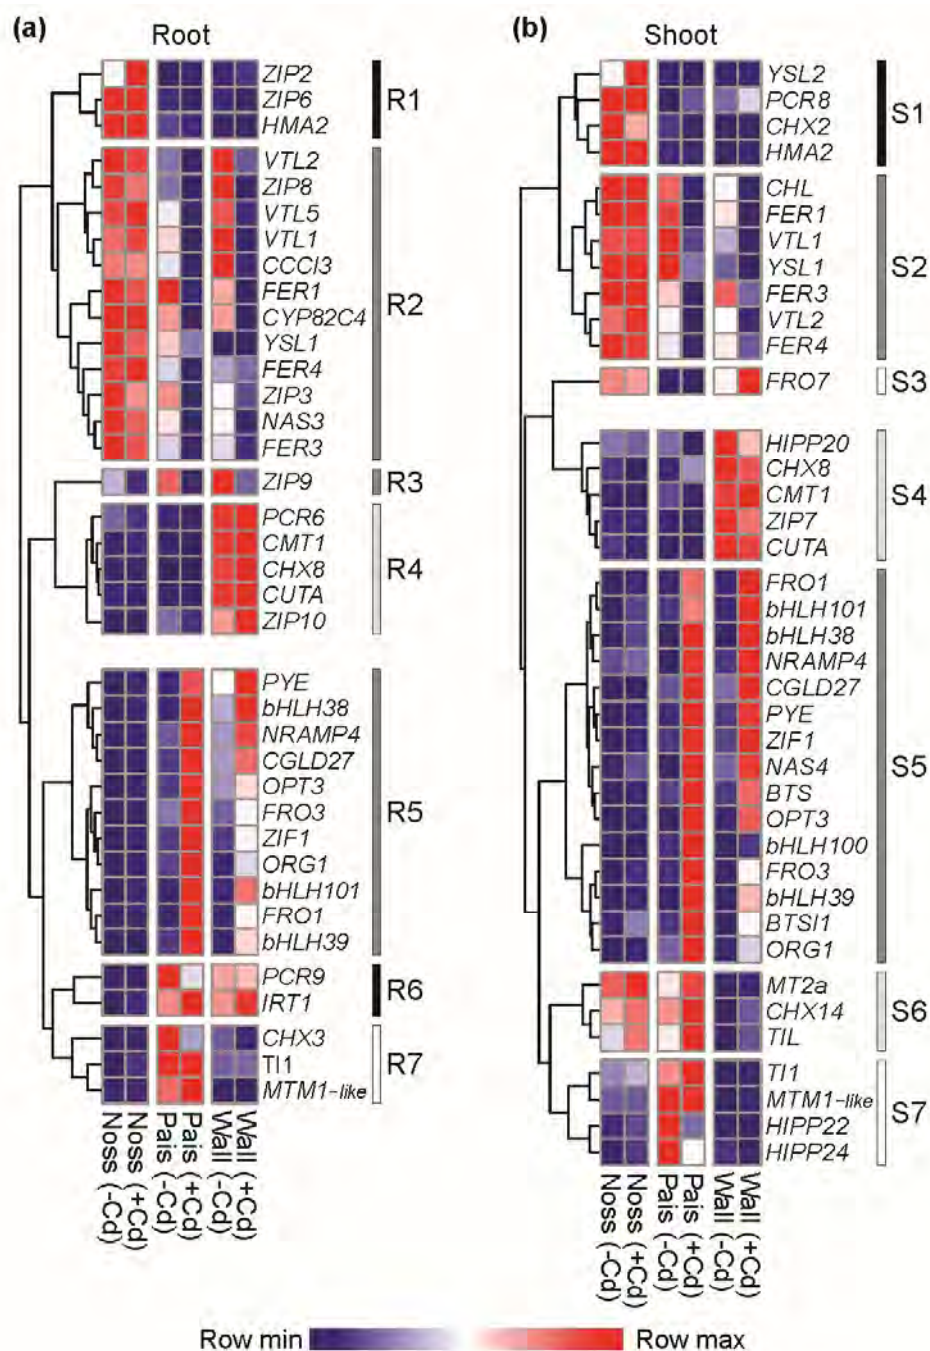 (a) Root
ZIP2
ZIP6
HMA2
R1
VTL2
ZIP8
VTL5
VTL1
CCCl3
FER1
CYP82C4
YSL1
FER4
ZIP3
NAS3
FER3
R2
ZIP9
R3
PCR6
CMT1
CHX8
CUTA
ZIP10
R4
PYE
bHLH38
NRAMP4
CGLD27
OPT3
FRO3
ZIF1
ORG1
bHLH101
FRO1
bHLH39
R5
PCR9
IRT1
R6
CHX3
TI1
MTM1-like
R7
Noss (-Cd)
Noss (+Cd)
Pais (-Cd)
Pais (+Cd)
Wall (-Cd)
Wall (+Cd)
(b) Shoot
YSL2
PCR8
CHX2
HMA2
S1
CHL
FER1
VTL1
YSL1
FER3
VTL2
FER4
S2
FRO7
S3
HIPP20
CHX8
CMT1
ZIP7
CUTA
S4
FRO1
bHLH101
bHLH38
NRAMP4
CGLD27
PYE
ZIF1
NAS4
BTS
OPT3
bHLH100
FRO3
bHLH39
BTSl1
ORG1
S5
MT2a
CHX14
TIL
S6
TI1
MTM1-like
HIPP22
HIPP24
S7
Noss (-Cd)
Noss (+Cd)
Pais (-Cd)
Pais (+Cd)
Wall (-Cd)
Wall (+Cd)
Row min Row max